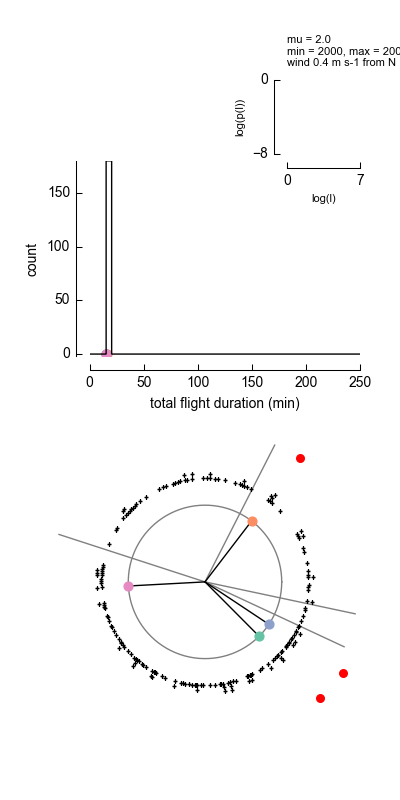 mu = 2.0
min = 2000, max = 200
wind 0.4 m s-1 from N
0
log(p(l))
−8
0 7
log(l)
150
100
50
0
count
0 50 100 150 200 250
total flight duration (min)